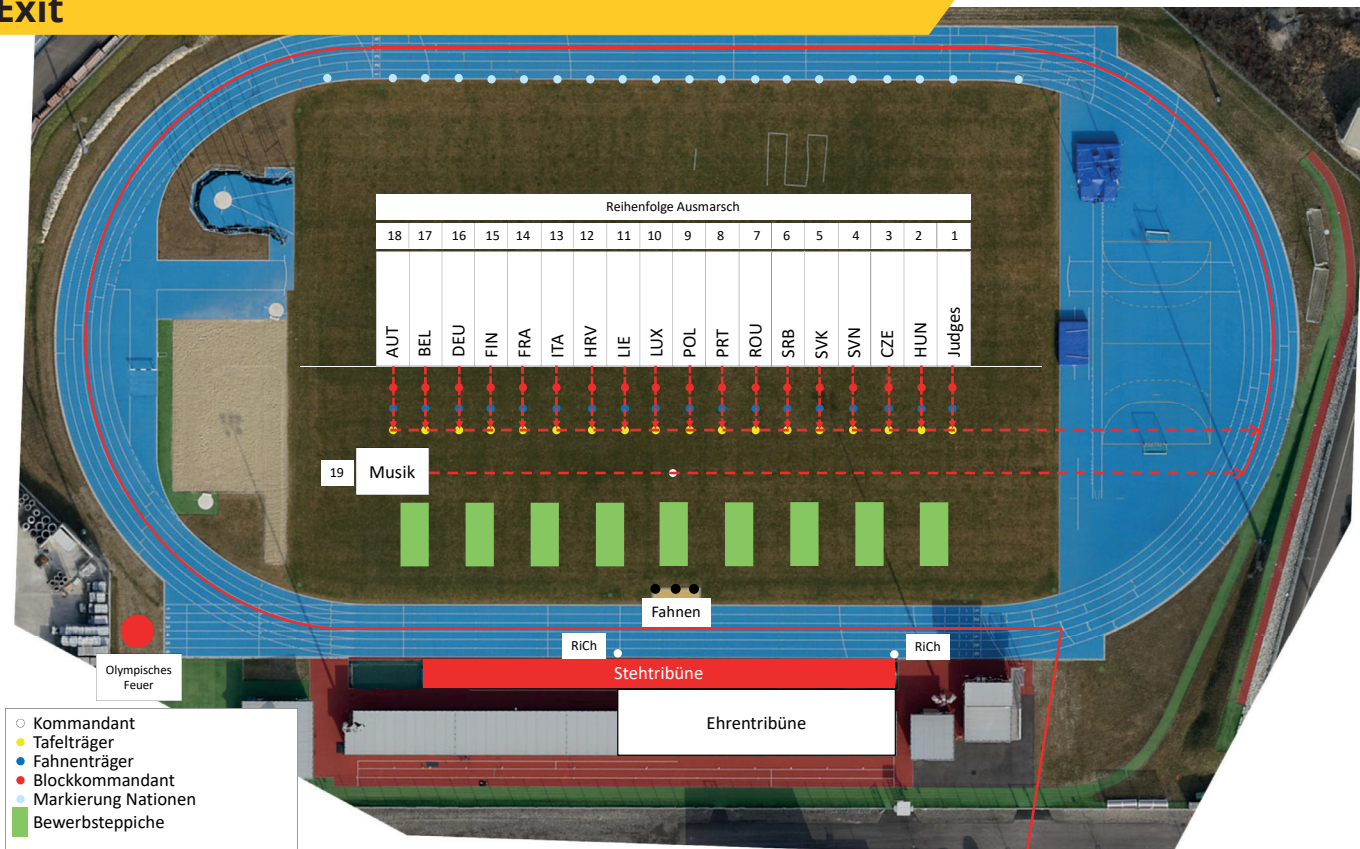 Exit
Reihenfolge Ausmarsch
18 17 16 15 14 13 12 11 10 9 8 7 6 5 4 3 2 1
AUT BEL DEU FIN FRA ITA HRV LIE LUX POL PRT ROU SRB SVK SVN CZE HUN Judges
19 Musik
Fahnen
RiCh RiCh
Olympisches
Feuer
Stehtribüne
Ehrentribüne
Kommandant
Tafelträger
Fahnenträger
Blockkommandant
Markierung Nationen
Bewerbsteppiche